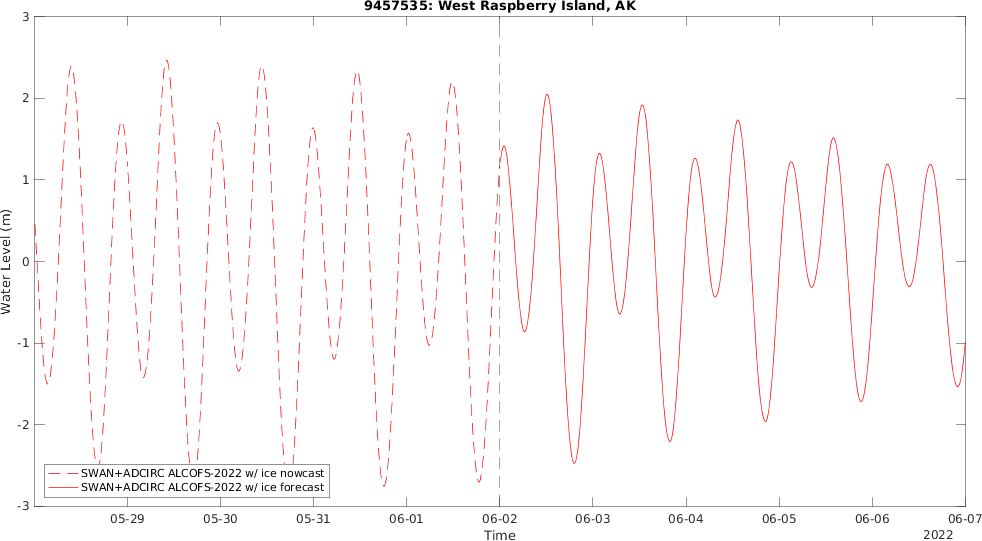 9457535: West Raspberry Island, AK
3
2
1
0
-1
-2
-3
Water Level (m)
SWAN+ADCIRC ALCOFS-2022 w/ ice nowcast
SWAN+ADCIRC ALCOFS-2022 w/ ice forecast
05-29 05-30 05-31 06-01 06-02 06-03 06-04 06-05 06-06 06-07
Time
2022